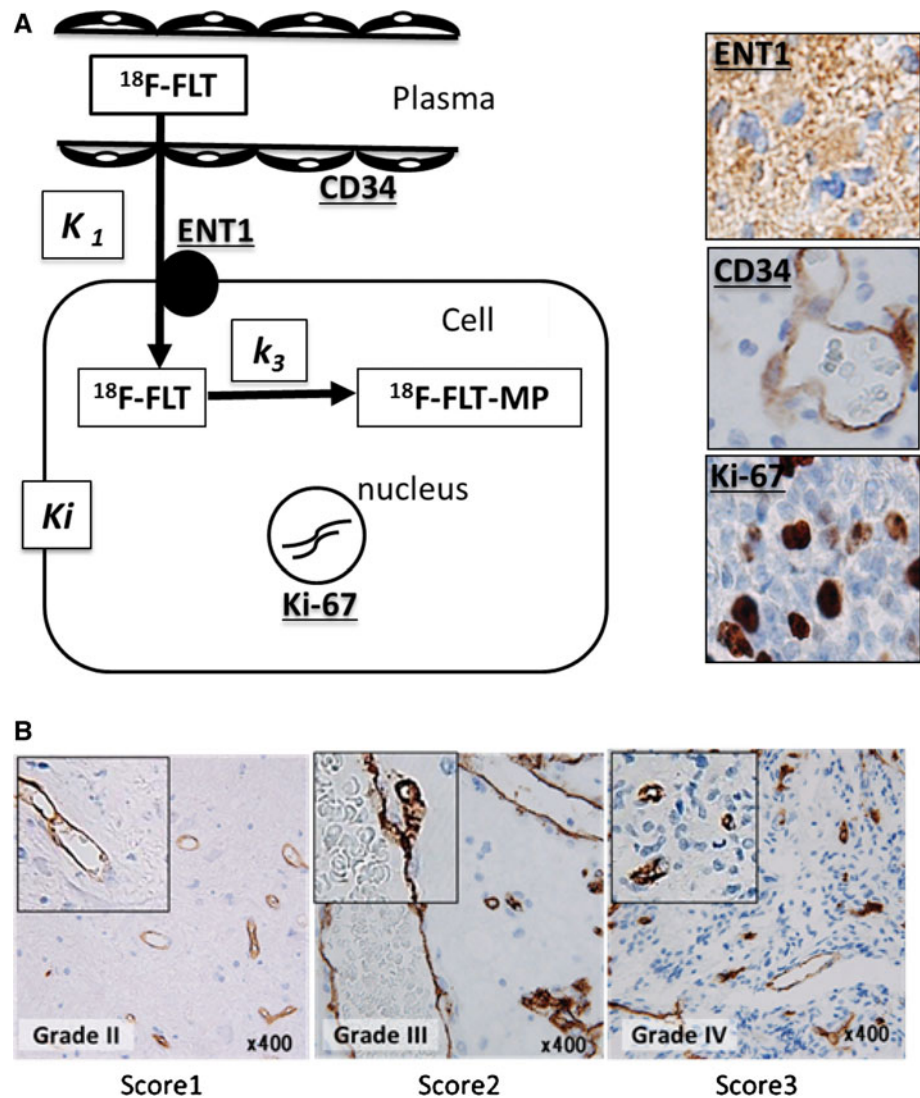 A
¹⁸F-FLT
Plasma
CD34
K₁
ENT1
Cell
k₃
¹⁸F-FLT
¹⁸F-FLT-MP
nucleus
Ki
Ki-67
ENT1
CD34
Ki-67
B
Grade II
x400
Grade III
x400
Grade IV
x400
Score1
Score2
Score3